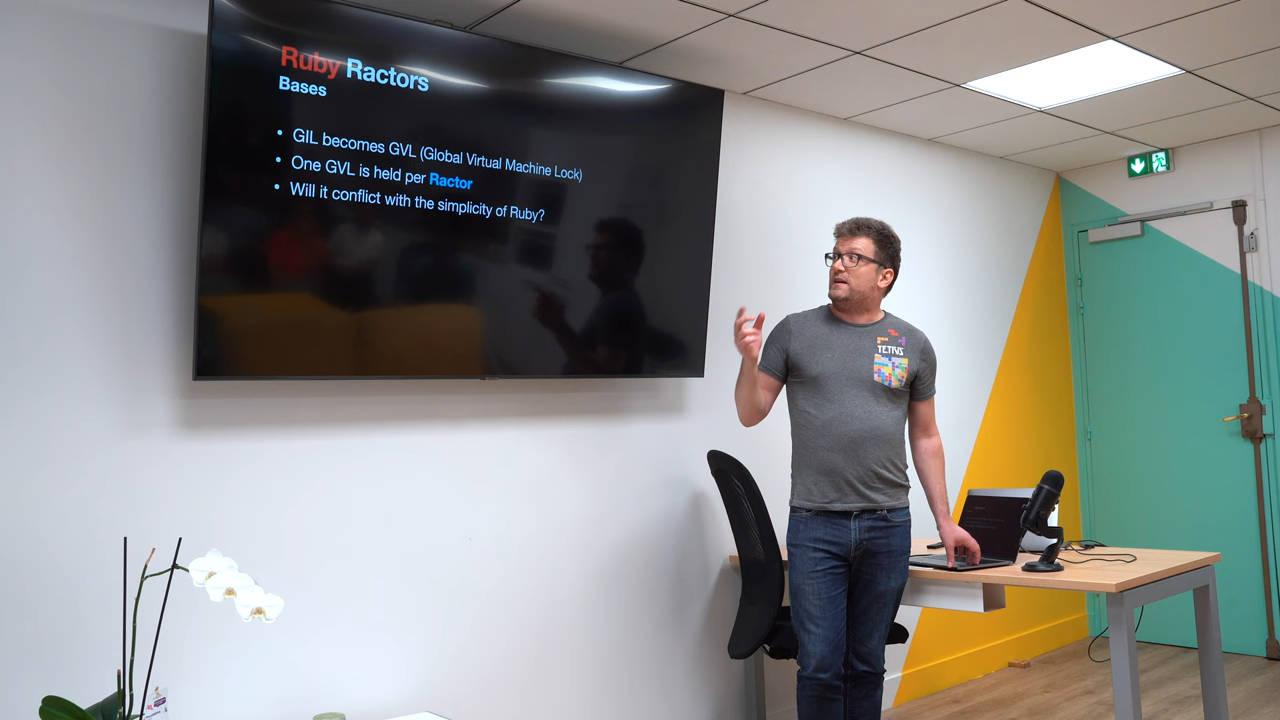 Ruby Ractors
Bases
• GIL becomes GVL (Global Virtual Machine Lock)
• One GVL is held per Ractor
• Will it conflict with the simplicity of Ruby?
TETRIS